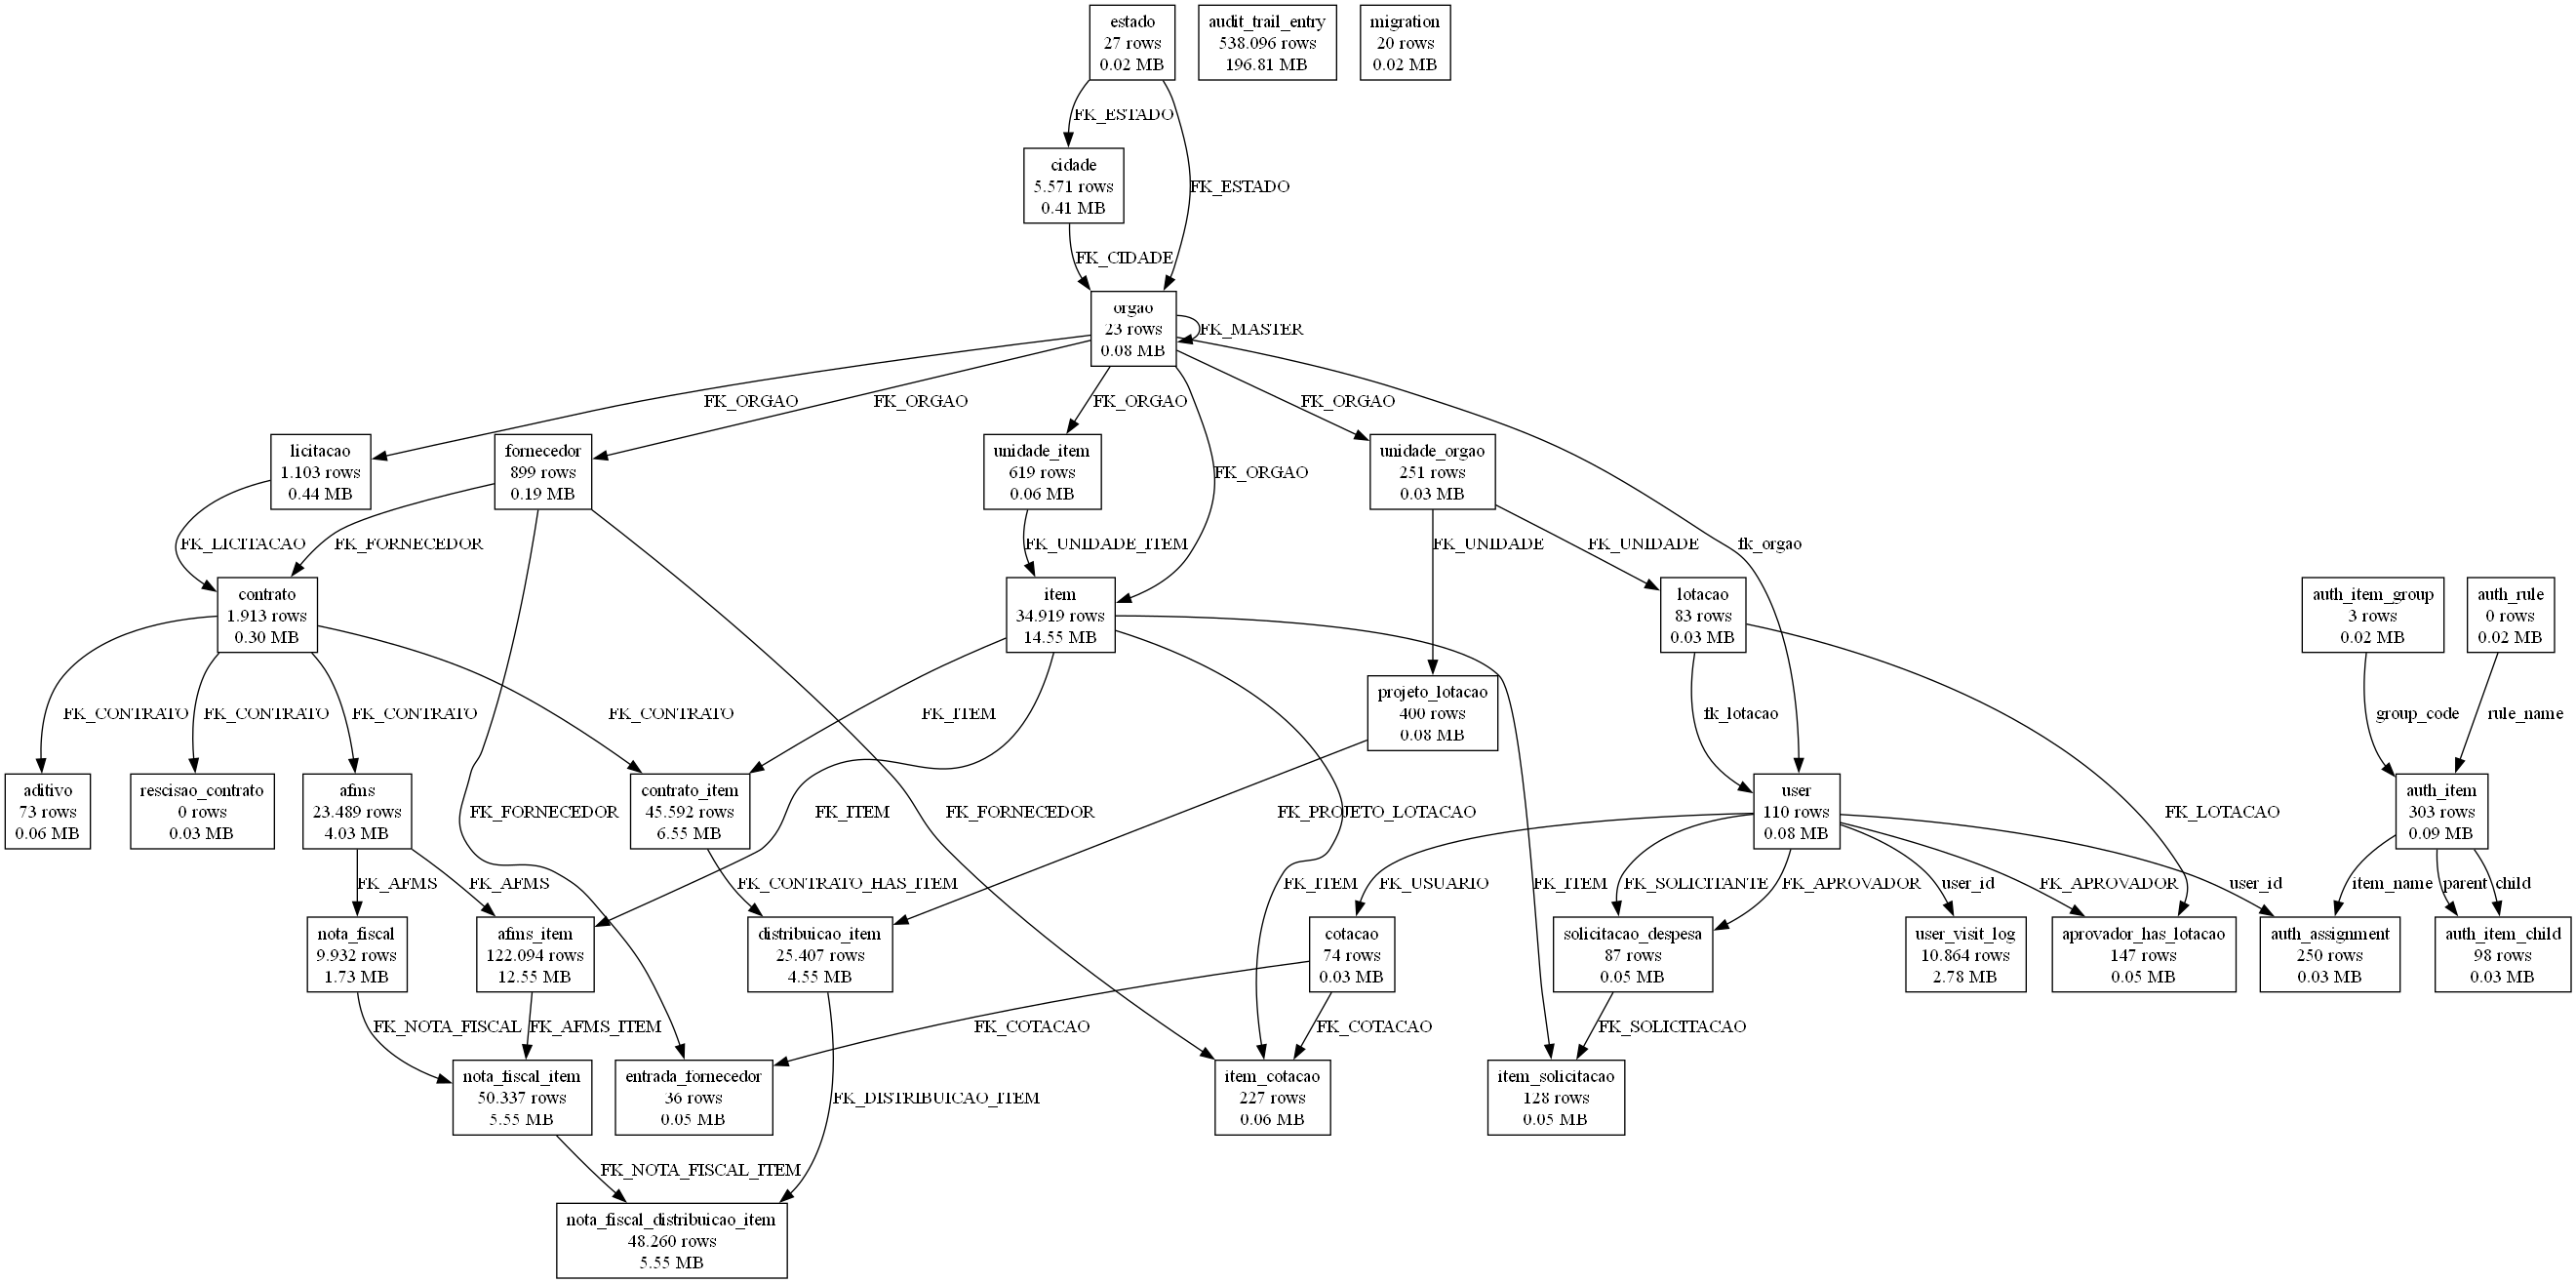 estado
27 rows
0.02 MB
audit_trail_entry
538.096 rows
196.81 MB
migration
20 rows
0.02 MB
FK_ESTADO
cidade
5.571 rows
0.41 MB
FK_ESTADO
FK_CIDADE
orgao
23 rows
0.08 MB
FK_MASTER
FK_ORGAO
FK_ORGAO
FK_ORGAO
FK_ORGAO
licitacao
1.103 rows
0.44 MB
fornecedor
899 rows
0.19 MB
unidade_item
619 rows
0.06 MB
FK_ORGAO
unidade_orgao
251 rows
0.03 MB
FK_LICITACAO
FK_FORNECEDOR
FK_UNIDADE_ITEM
FK_UNIDADE
FK_UNIDADE
fk_orgao
contrato
1.913 rows
0.30 MB
item
34.919 rows
14.55 MB
lotacao
83 rows
0.03 MB
auth_item_group
3 rows
0.02 MB
auth_rule
0 rows
0.02 MB
FK_CONTRATO
FK_CONTRATO
FK_CONTRATO
FK_CONTRATO
FK_ITEM
projeto_lotacao
400 rows
0.08 MB
fk_lotacao
group_code
rule_name
aditivo
73 rows
0.06 MB
rescisao_contrato
0 rows
0.03 MB
afms
23.489 rows
4.03 MB
FK_FORNECEDOR
contrato_item
45.592 rows
6.55 MB
FK_ITEM
FK_FORNECEDOR
FK_PROJETO_LOTACAO
user
110 rows
0.08 MB
FK_LOTACAO
auth_item
303 rows
0.09 MB
FK_AFMS
FK_AFMS
FK_CONTRATO_HAS_ITEM
FK_ITEM
FK_USUARIO
FK_ITEM
FK_SOLICITANTE
FK_APROVADOR
user_id
FK_APROVADOR
user_id
item_name
parent
child
nota_fiscal
9.932 rows
1.73 MB
afms_item
122.094 rows
12.55 MB
distribuicao_item
25.407 rows
4.55 MB
cotacao
74 rows
0.03 MB
solicitacao_despesa
87 rows
0.05 MB
user_visit_log
10.864 rows
2.78 MB
aprovador_has_lotacao
147 rows
0.05 MB
auth_assignment
250 rows
0.03 MB
auth_item_child
98 rows
0.03 MB
FK_NOTA_FISCAL
FK_AFMS_ITEM
FK_COTACAO
FK_COTACAO
FK_SOLICITACAO
nota_fiscal_item
50.337 rows
5.55 MB
entrada_fornecedor
36 rows
0.05 MB
FK_DISTRIBUICAO_ITEM
item_cotacao
227 rows
0.06 MB
item_solicitacao
128 rows
0.05 MB
FK_NOTA_FISCAL_ITEM
nota_fiscal_distribuicao_item
48.260 rows
5.55 MB